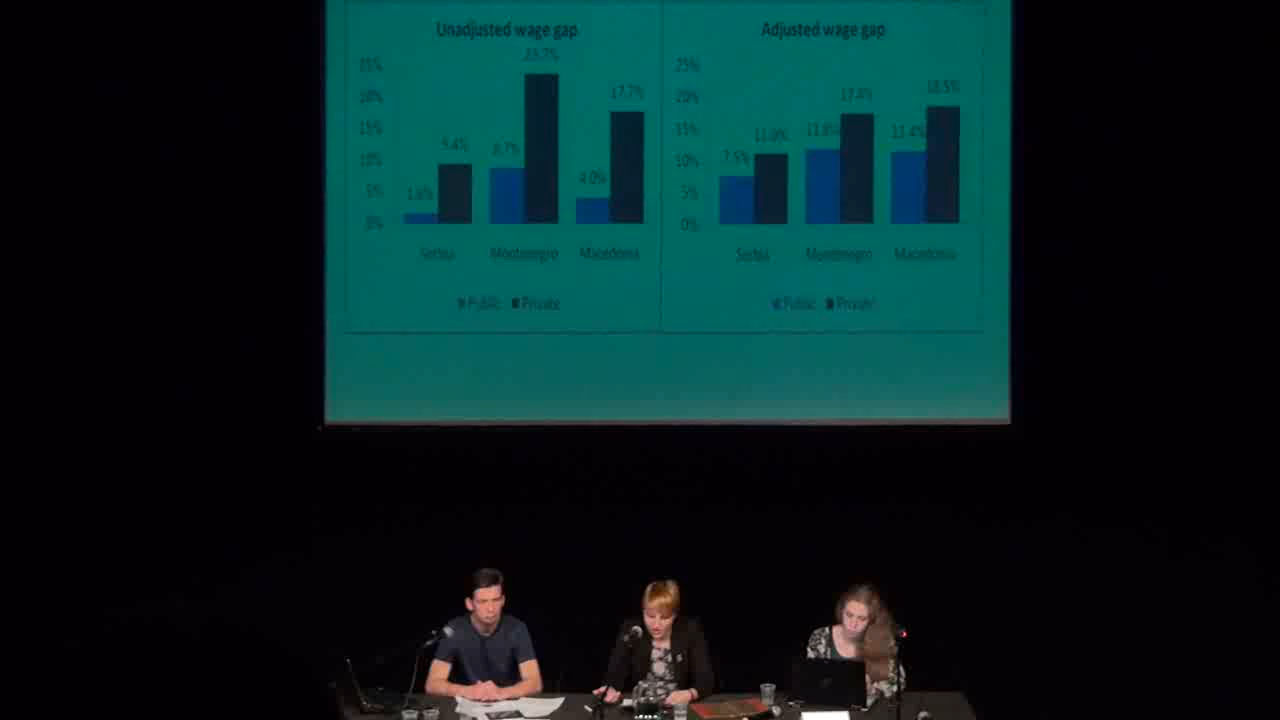 Unadjusted wage gap
25%
20%
15%
10%
5%
0%
1.6%
9.4%
8.7%
23.7%
4.0%
17.7%
Serbia
Montenegro
Macedonia
Public
Private
Adjusted wage gap
25%
20%
15%
10%
5%
0%
7.5%
11.0%
11.8%
11.4%
18.5%
Serbia
Montenegro
Macedonia
Public
Private